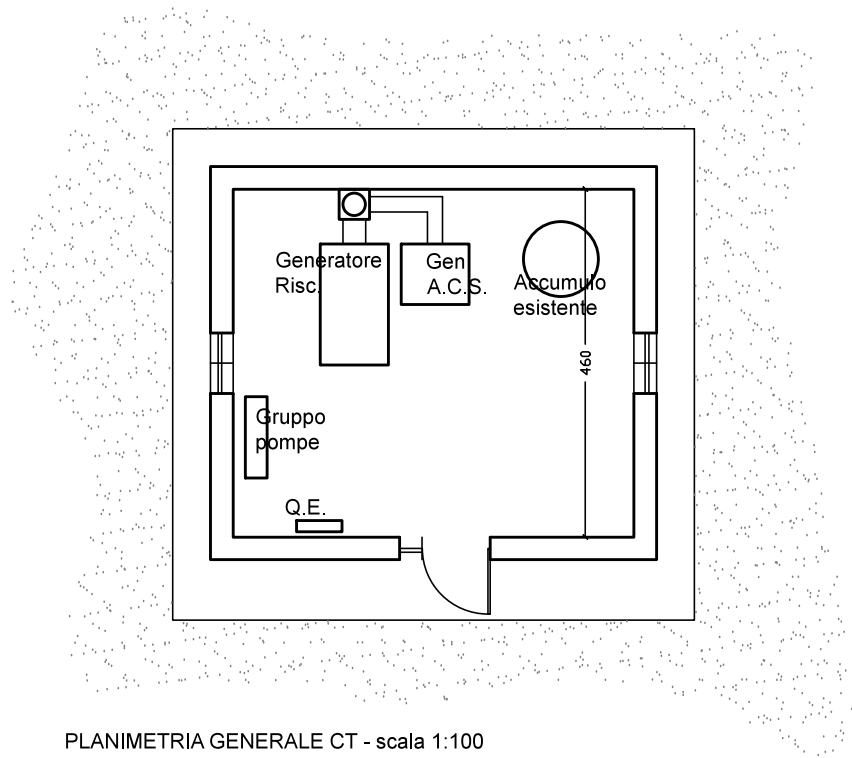 Generatore
Risc.
Gen
A.C.S.
Accumulo
esistente
460
Gruppo
pompe
Q.E.
PLANIMETRIA GENERALE CT - scala 1:100